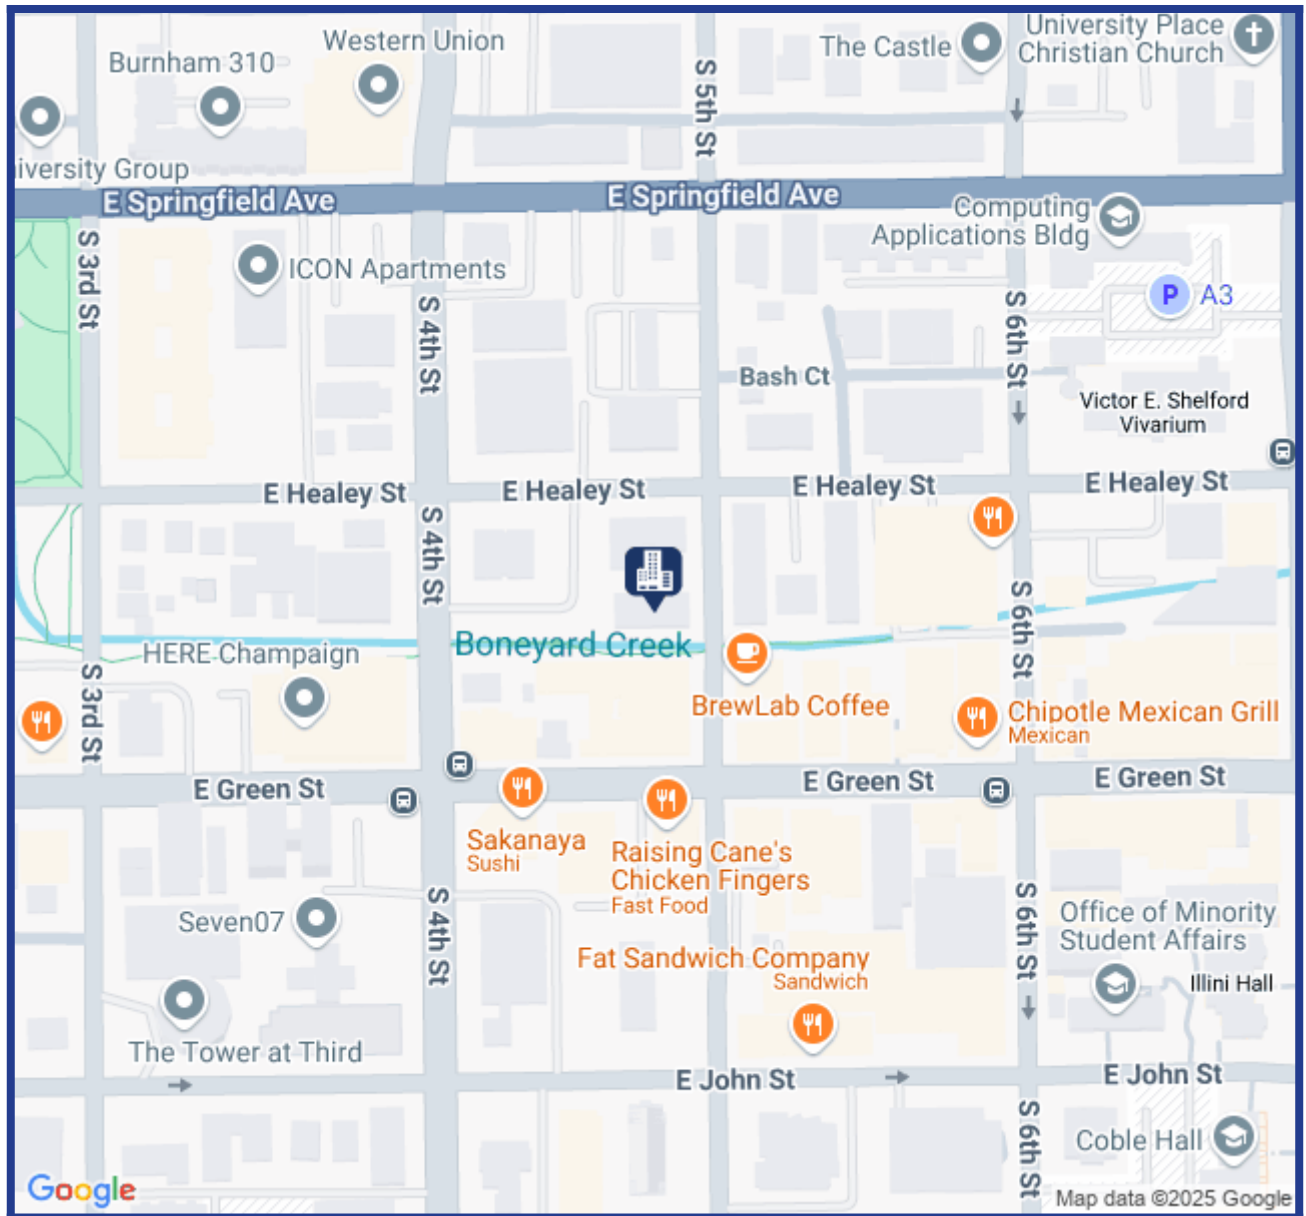 Western Union
Burnham 310
The Castle
University Place
Christian Church
S 5th St
iversity Group
E Springfield Ave
E Springfield Ave
Computing
Applications Bldg
S 3rd St
ICON Apartments
S 4th St
S 6th St
P A3
Bash Ct
Victor E. Shelford
Vivarium
E Healey St
E Healey St
E Healey St
E Healey St
S 4th St
S 6th St
Boneyard Creek
HERE Champaign
S 3rd St
BrewLab Coffee
Chipotle Mexican Grill
Mexican
E Green St
E Green St
E Green St
Sakanaya
Sushi
Raising Cane's
Chicken Fingers
Fast Food
S 4th St
S 6th St
Seven07
Office of Minority
Student Affairs
Fat Sandwich Company
Sandwich
Illini Hall
The Tower at Third
E John St
E John St
S 6th St
Coble Hall
Google
Map data ©2025 Google